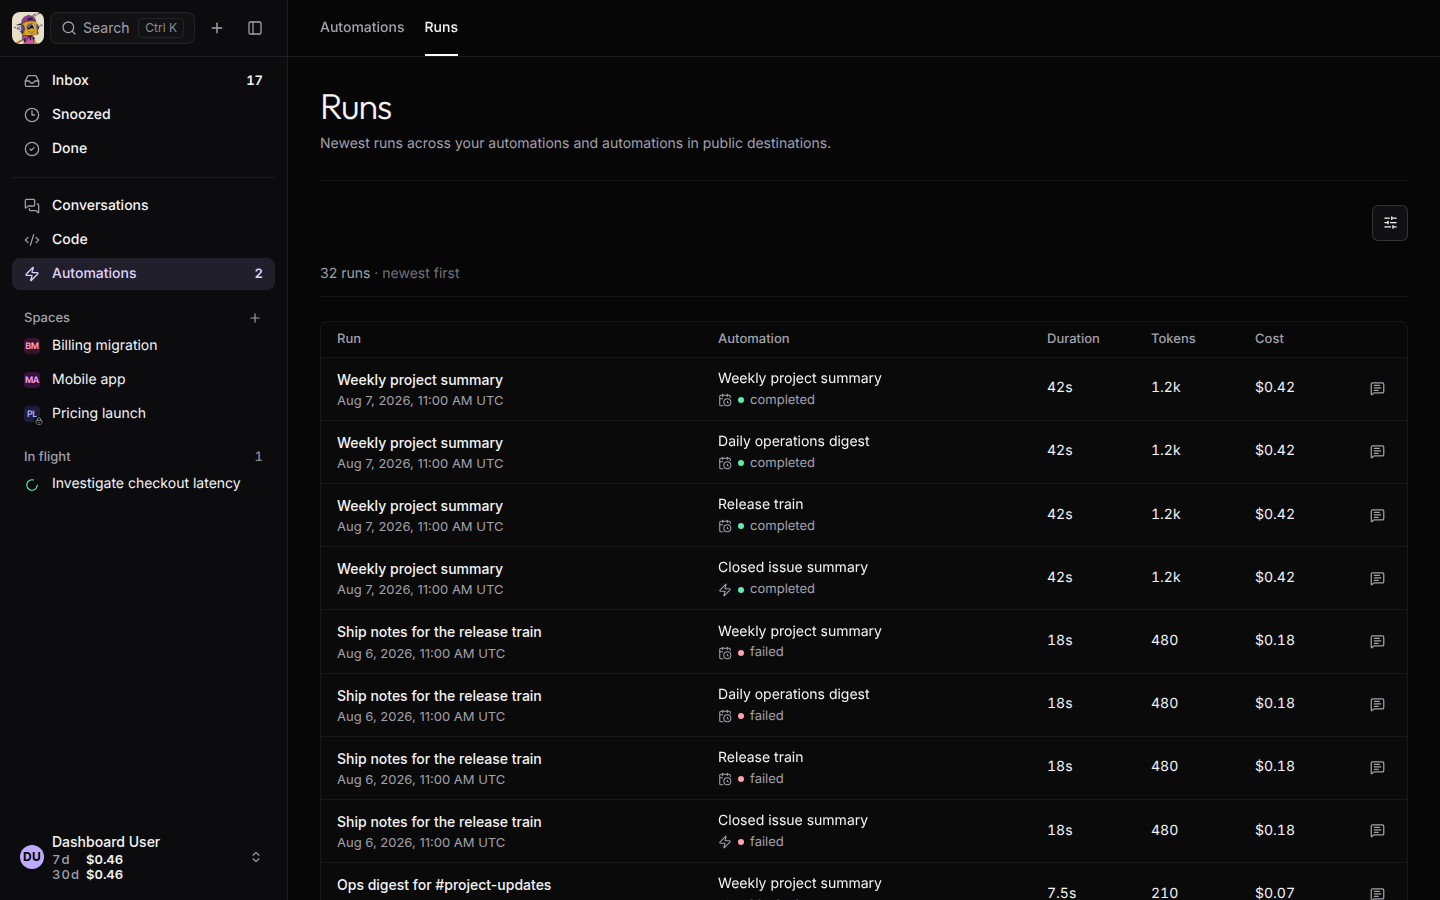 Search Ctrl K
Automations Runs
Inbox 17
Snoozed
Done
Conversations
Code
Automations 2
Spaces
BM Billing migration
MA Mobile app
PL Pricing launch
In flight 1
Investigate checkout latency
DU Dashboard User
7d $0.46
30d $0.46
Runs
Newest runs across your automations and automations in public destinations.
32 runs · newest first
Run Automation Duration Tokens Cost
Weekly project summary Weekly project summary 42s 1.2k $0.42
Aug 7, 2026, 11:00 AM UTC completed
Weekly project summary Daily operations digest 42s 1.2k $0.42
Aug 7, 2026, 11:00 AM UTC completed
Weekly project summary Release train 42s 1.2k $0.42
Aug 7, 2026, 11:00 AM UTC completed
Weekly project summary Closed issue summary 42s 1.2k $0.42
Aug 7, 2026, 11:00 AM UTC completed
Ship notes for the release train Weekly project summary 18s 480 $0.18
Aug 6, 2026, 11:00 AM UTC failed
Ship notes for the release train Daily operations digest 18s 480 $0.18
Aug 6, 2026, 11:00 AM UTC failed
Ship notes for the release train Release train 18s 480 $0.18
Aug 6, 2026, 11:00 AM UTC failed
Ship notes for the release train Closed issue summary 18s 480 $0.18
Aug 6, 2026, 11:00 AM UTC failed
Ops digest for #project-updates Weekly project summary 7.5s 210 $0.07